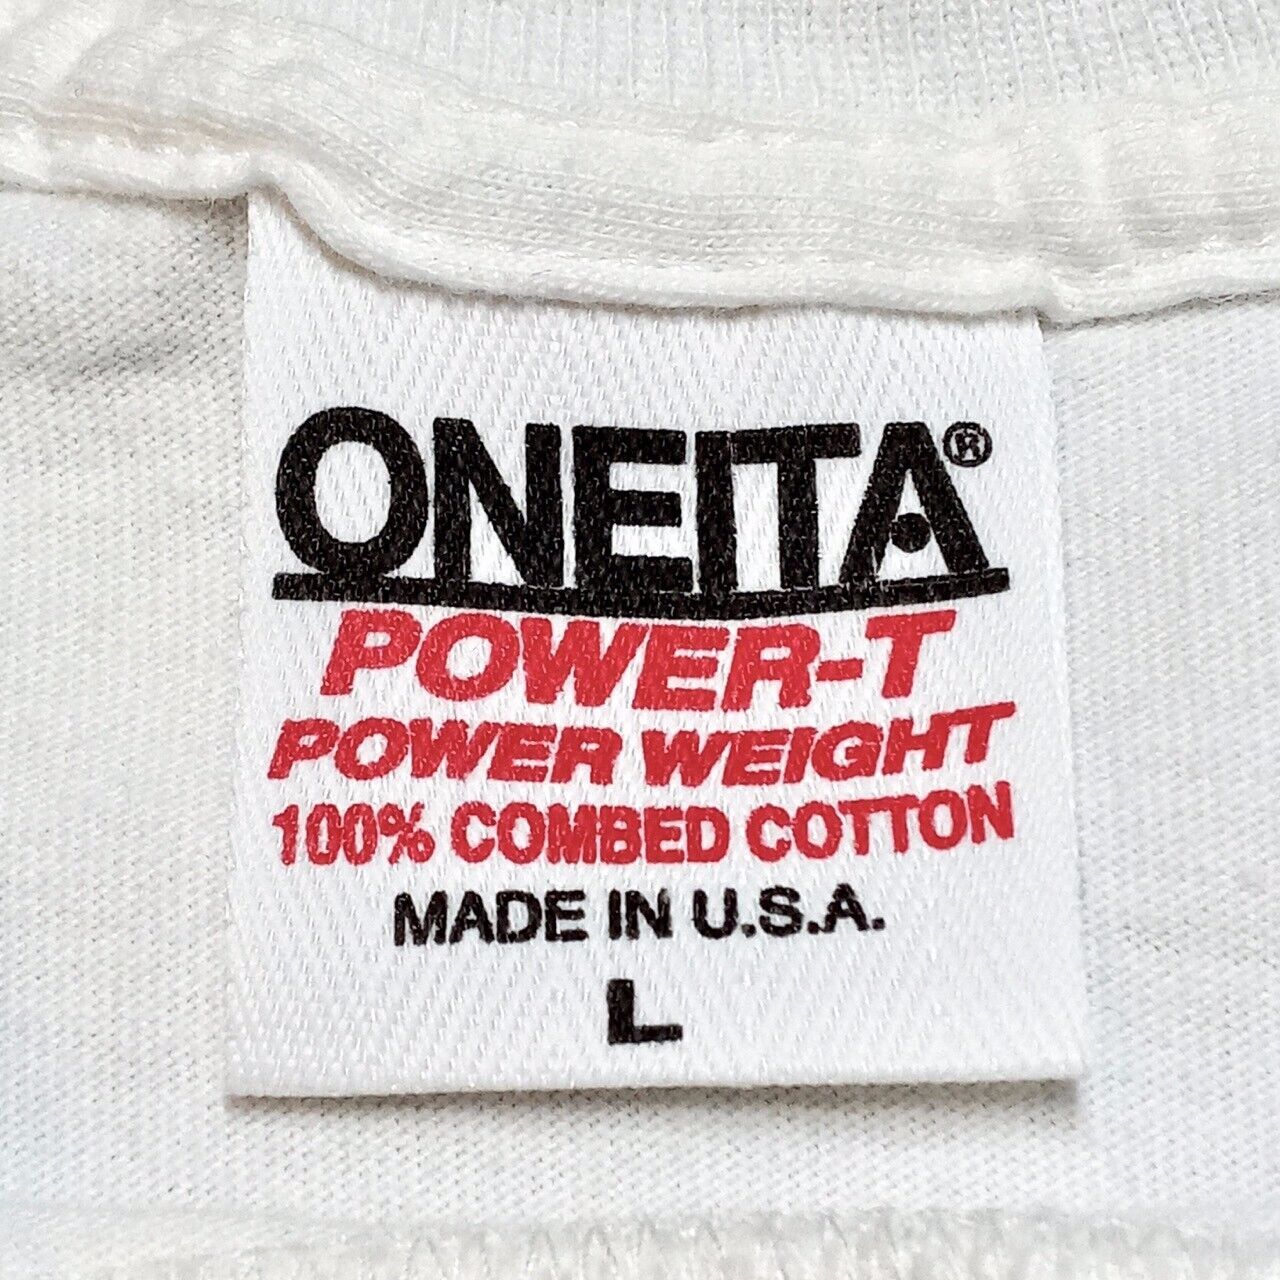 ONEITA®
POWER-T
POWER WEIGHT
100% COMBED COTTON
MADE IN U.S.A.
L